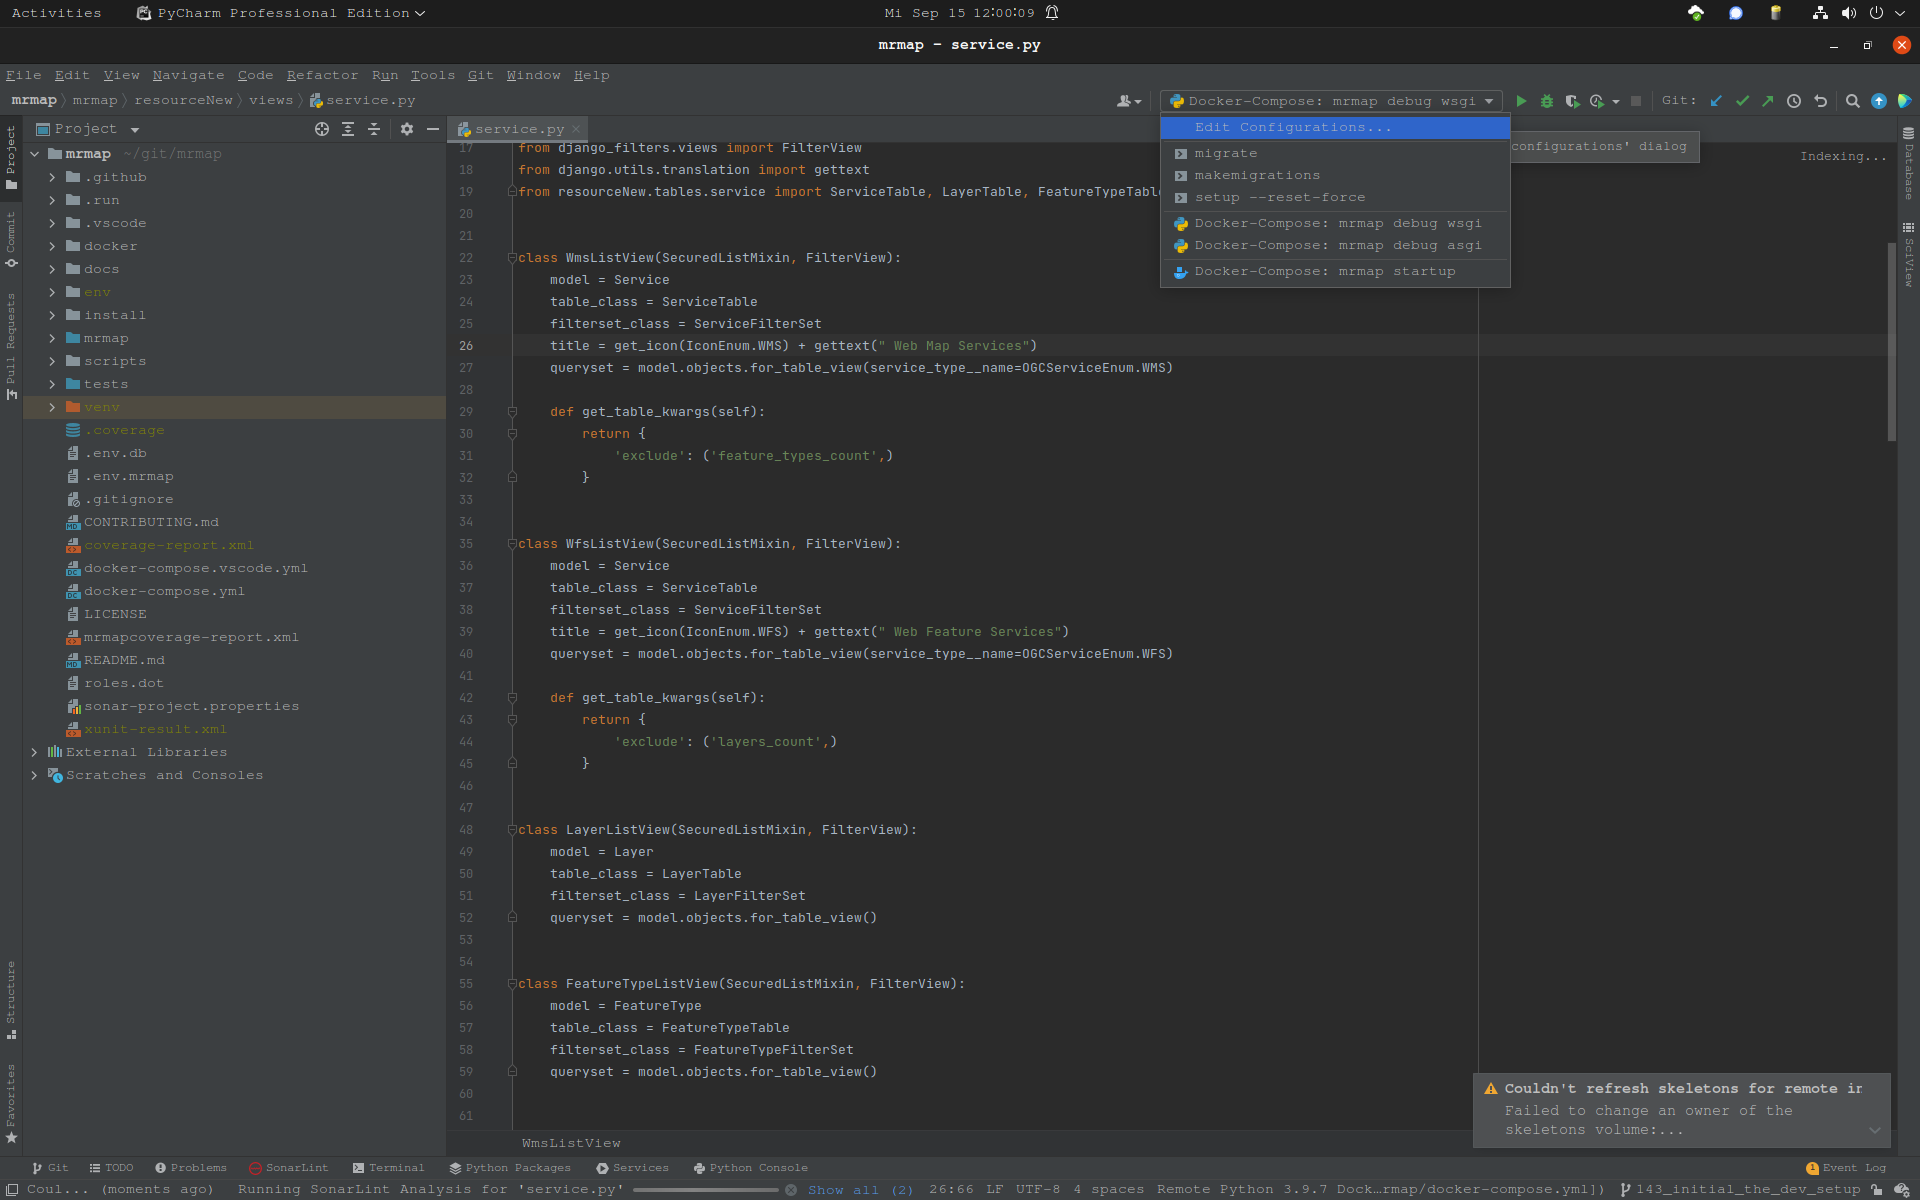 Activities PyCharm Professional Edition Mi Sep 15 12:00:09
mrmap – service.py
File Edit View Navigate Code Refactor Run Tools Git Window Help
mrmap mrmap resourceNew views service.py Docker-Compose: mrmap debug wsgi Git:
Project service.py
Edit Configurations...
configurations' dialog
migrate
makemigrations
setup --reset-force
Docker-Compose: mrmap debug wsgi
Docker-Compose: mrmap debug asgi
Docker-Compose: mrmap startup
Indexing...
Project
Commit
Pull Requests
Structure
Favorites
Database
SciView
mrmap ~/git/mrmap
.github
.run
.vscode
docker
docs
env
install
mrmap
scripts
tests
venv
.coverage
.env.db
.env.mrmap
.gitignore
CONTRIBUTING.md
coverage-report.xml
docker-compose.vscode.yml
docker-compose.yml
LICENSE
mrmapcoverage-report.xml
README.md
roles.dot
sonar-project.properties
xunit-result.xml
External Libraries
Scratches and Consoles
17 from django_filters.views import FilterView
18 from django.utils.translation import gettext
19 from resourceNew.tables.service import ServiceTable, LayerTable, FeatureTypeTabl
20
21
22 class WmsListView(SecuredListMixin, FilterView):
23 model = Service
24 table_class = ServiceTable
25 filterset_class = ServiceFilterSet
26 title = get_icon(IconEnum.WMS) + gettext(" Web Map Services")
27 queryset = model.objects.for_table_view(service_type__name=OGCServiceEnum.WMS)
28
29 def get_table_kwargs(self):
30 return {
31 'exclude': ('feature_types_count',)
32 }
33
34
35 class WfsListView(SecuredListMixin, FilterView):
36 model = Service
37 table_class = ServiceTable
38 filterset_class = ServiceFilterSet
39 title = get_icon(IconEnum.WFS) + gettext(" Web Feature Services")
40 queryset = model.objects.for_table_view(service_type__name=OGCServiceEnum.WFS)
41
42 def get_table_kwargs(self):
43 return {
44 'exclude': ('layers_count',)
45 }
46
47
48 class LayerListView(SecuredListMixin, FilterView):
49 model = Layer
50 table_class = LayerTable
51 filterset_class = LayerFilterSet
52 queryset = model.objects.for_table_view()
53
54
55 class FeatureTypeListView(SecuredListMixin, FilterView):
56 model = FeatureType
57 table_class = FeatureTypeTable
58 filterset_class = FeatureTypeFilterSet
59 queryset = model.objects.for_table_view()
60
61
WmsListView
Couldn't refresh skeletons for remote in
Failed to change an owner of the
skeletons volume:...
Git TODO Problems SonarLint Terminal Python Packages Services Python Console 1 Event Log
Coul... (moments ago) Running SonarLint Analysis for 'service.py' Show all (2) 26:66 LF UTF-8 4 spaces Remote Python 3.9.7 Dock…rmap/docker-compose.yml]) 143_initial_the_dev_setup